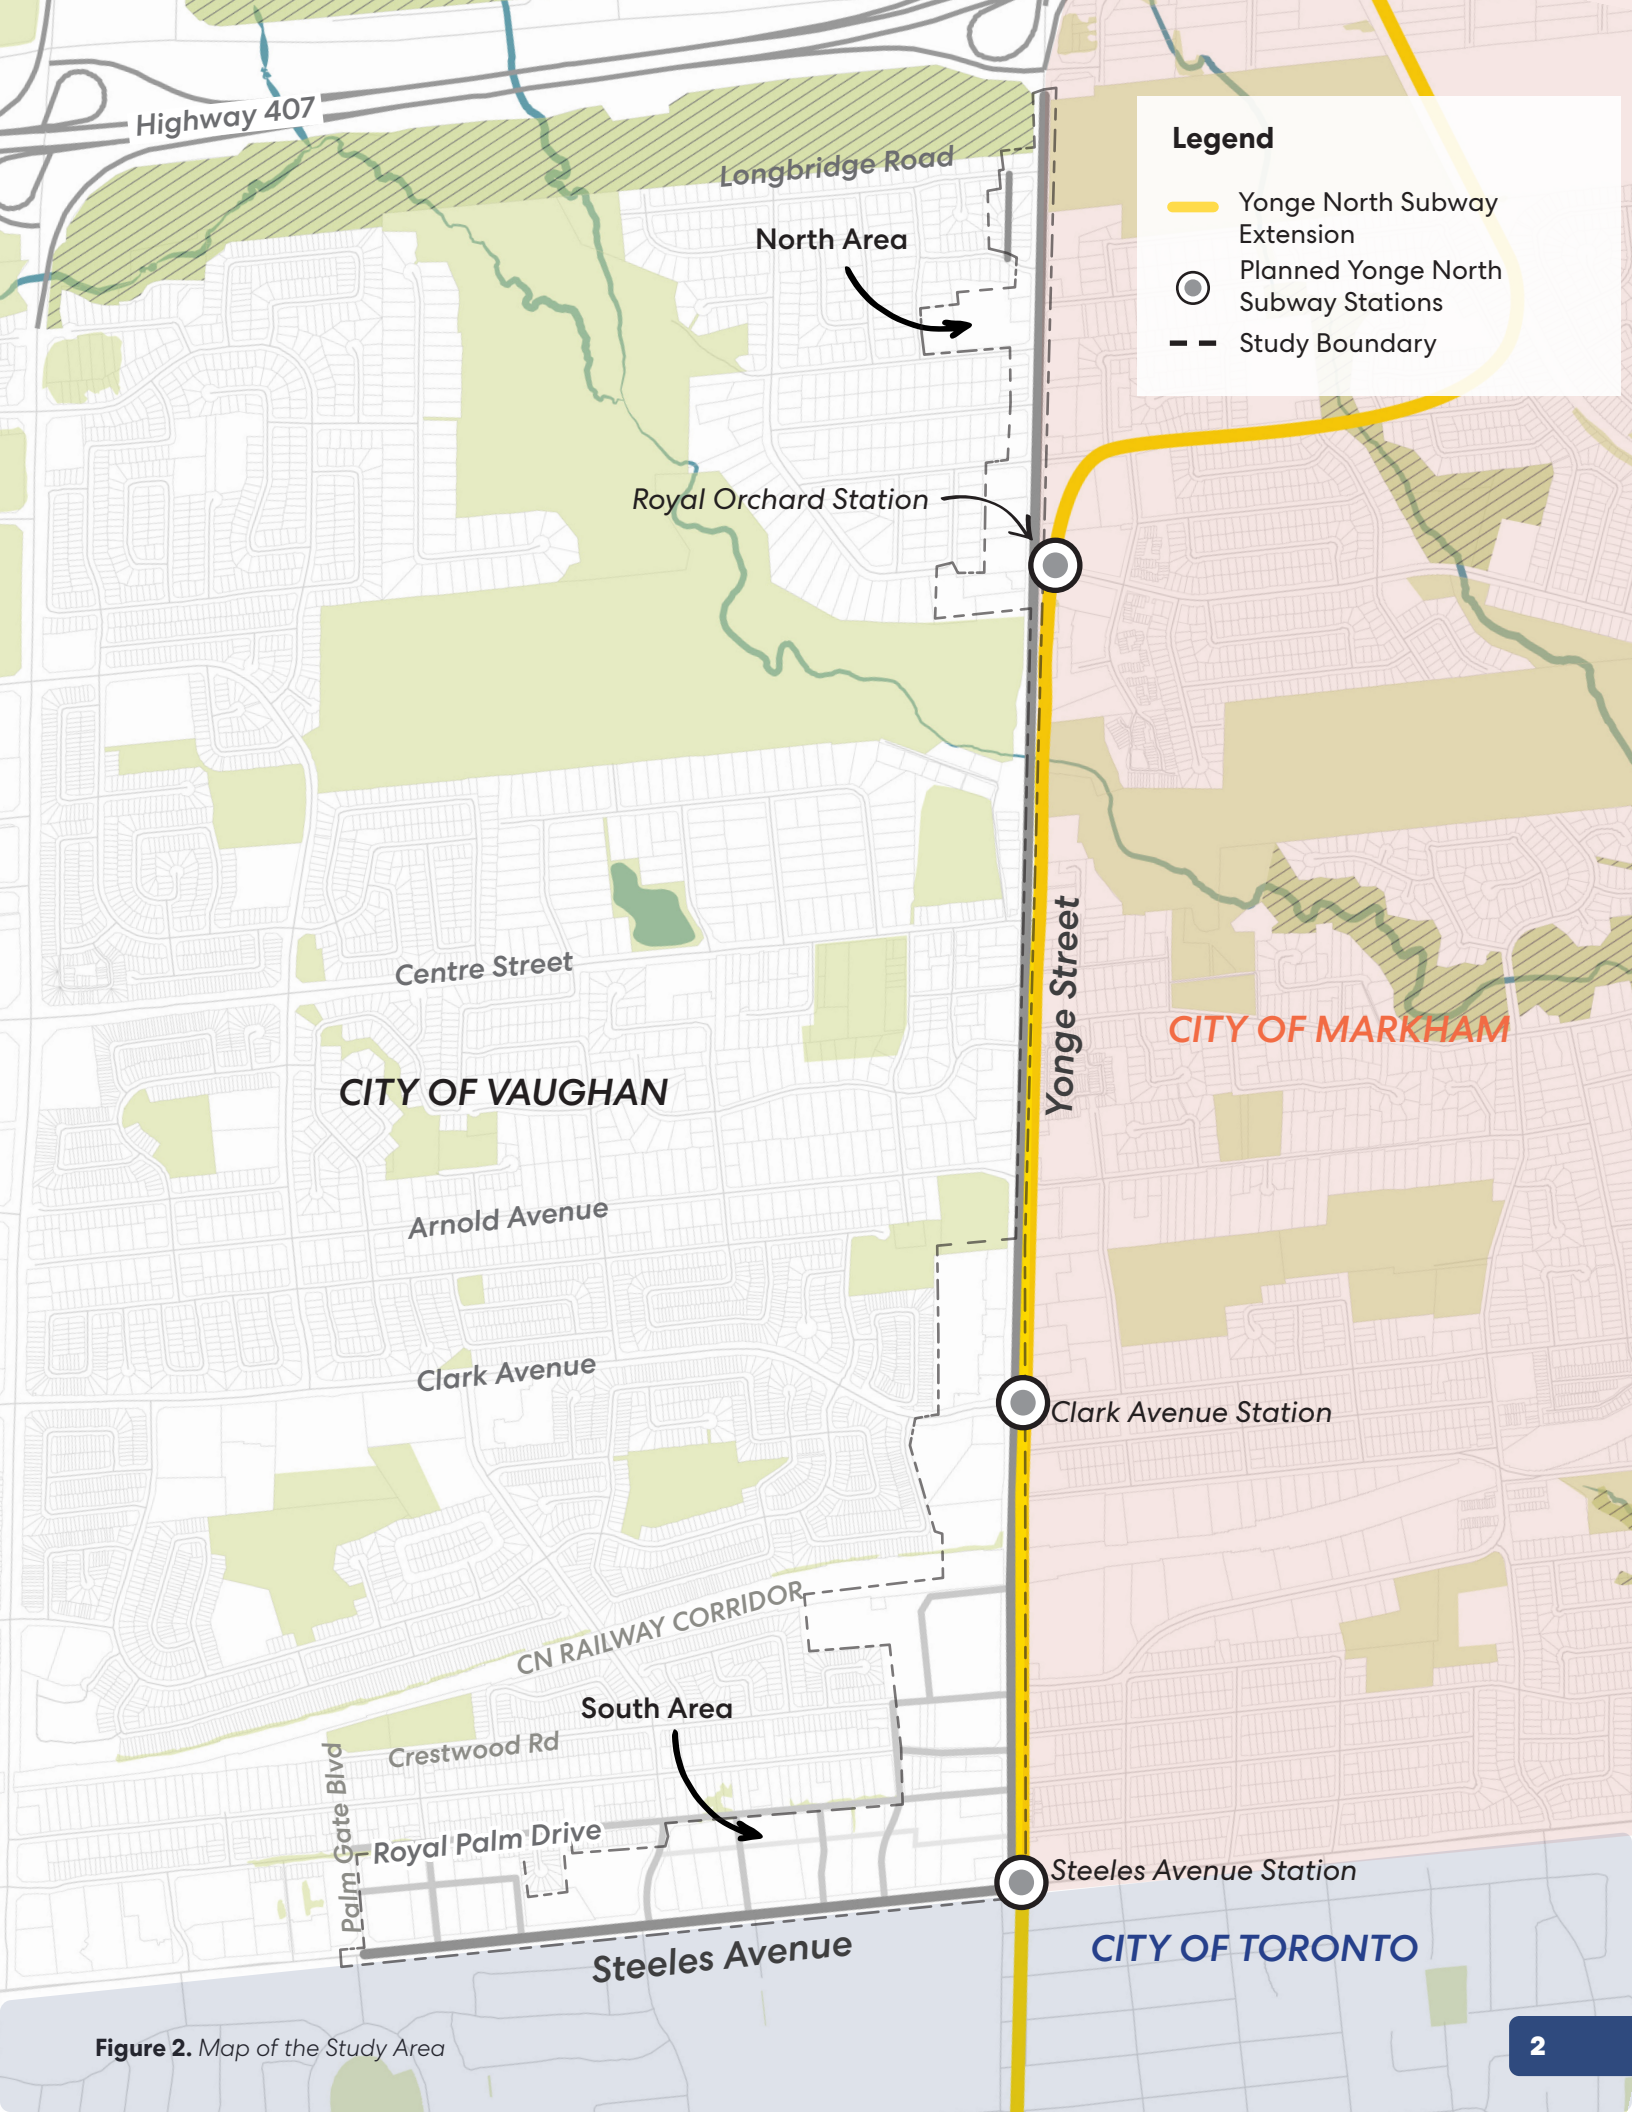 Highway 407
Longbridge Road
North Area
Legend
Yonge North Subway
Extension
Planned Yonge North
Subway Stations
Study Boundary
Royal Orchard Station
Yonge Street
Centre Street
CITY OF MARKHAM
CITY OF VAUGHAN
Arnold Avenue
Clark Avenue
Clark Avenue Station
CN RAILWAY CORRIDOR
South Area
Crestwood Rd
Palm Gate Blvd
Royal Palm Drive
Steeles Avenue Station
Steeles Avenue
CITY OF TORONTO
Figure 2. Map of the Study Area
2